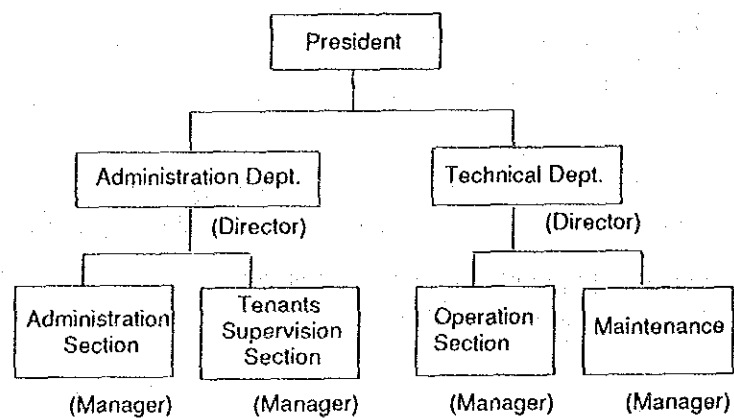 President
Administration Dept.
Technical Dept.
(Director)
(Director)
Administration
Section
Tenants
Supervision
Section
Operation
Section
Maintenance
(Manager)
(Manager)
(Manager)
(Manager)